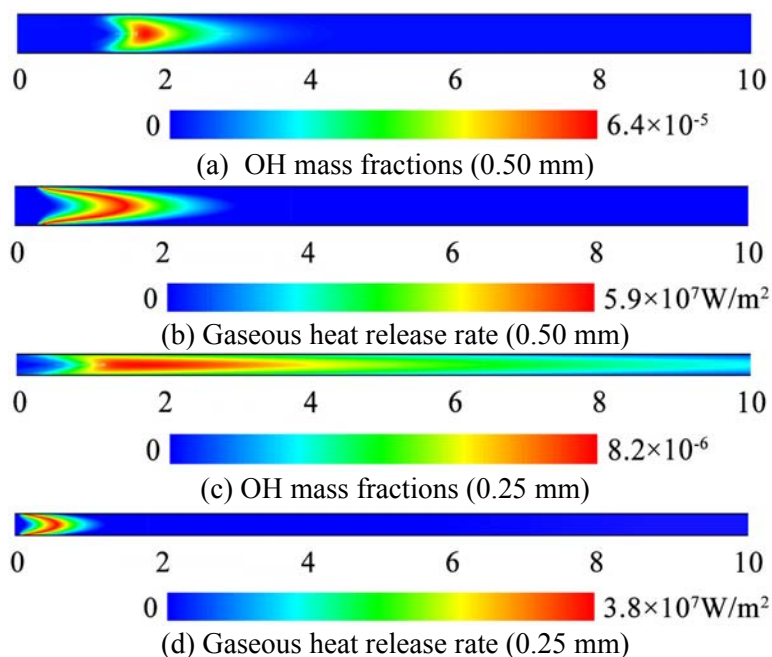 0 2 4 6 8 10
0 6.4×10⁻⁵
(a) OH mass fractions (0.50 mm)
0 2 4 6 8 10
0 5.9×10⁷W/m²
(b) Gaseous heat release rate (0.50 mm)
0 2 4 6 8 10
0 8.2×10⁻⁶
(c) OH mass fractions (0.25 mm)
0 2 4 6 8 10
0 3.8×10⁷W/m²
(d) Gaseous heat release rate (0.25 mm)